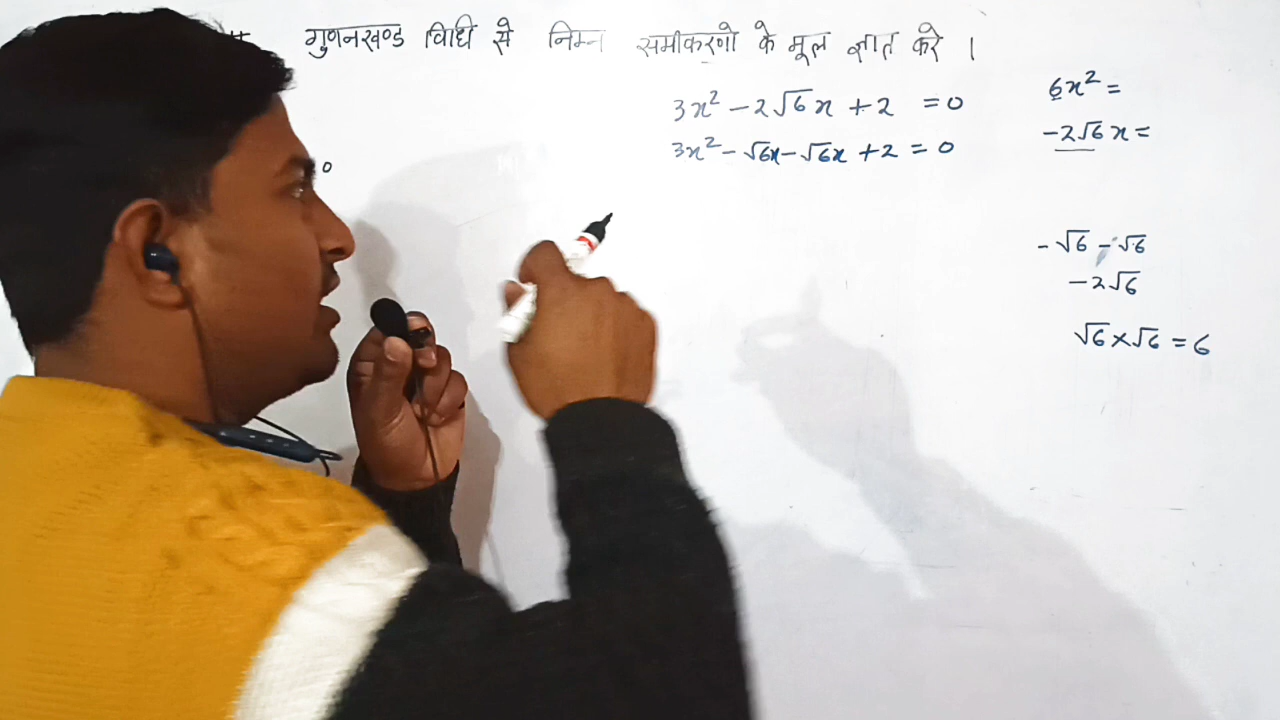 गुणनखण्ड विधि से निम्न समीकरणो के मूल ज्ञात करे ।
3x² - 2√6x + 2 = 0
3x² - √6x - √6x + 2 = 0
0
6x² =
-2√6x =
-√6 - √6
-2√6
√6 × √6 = 6